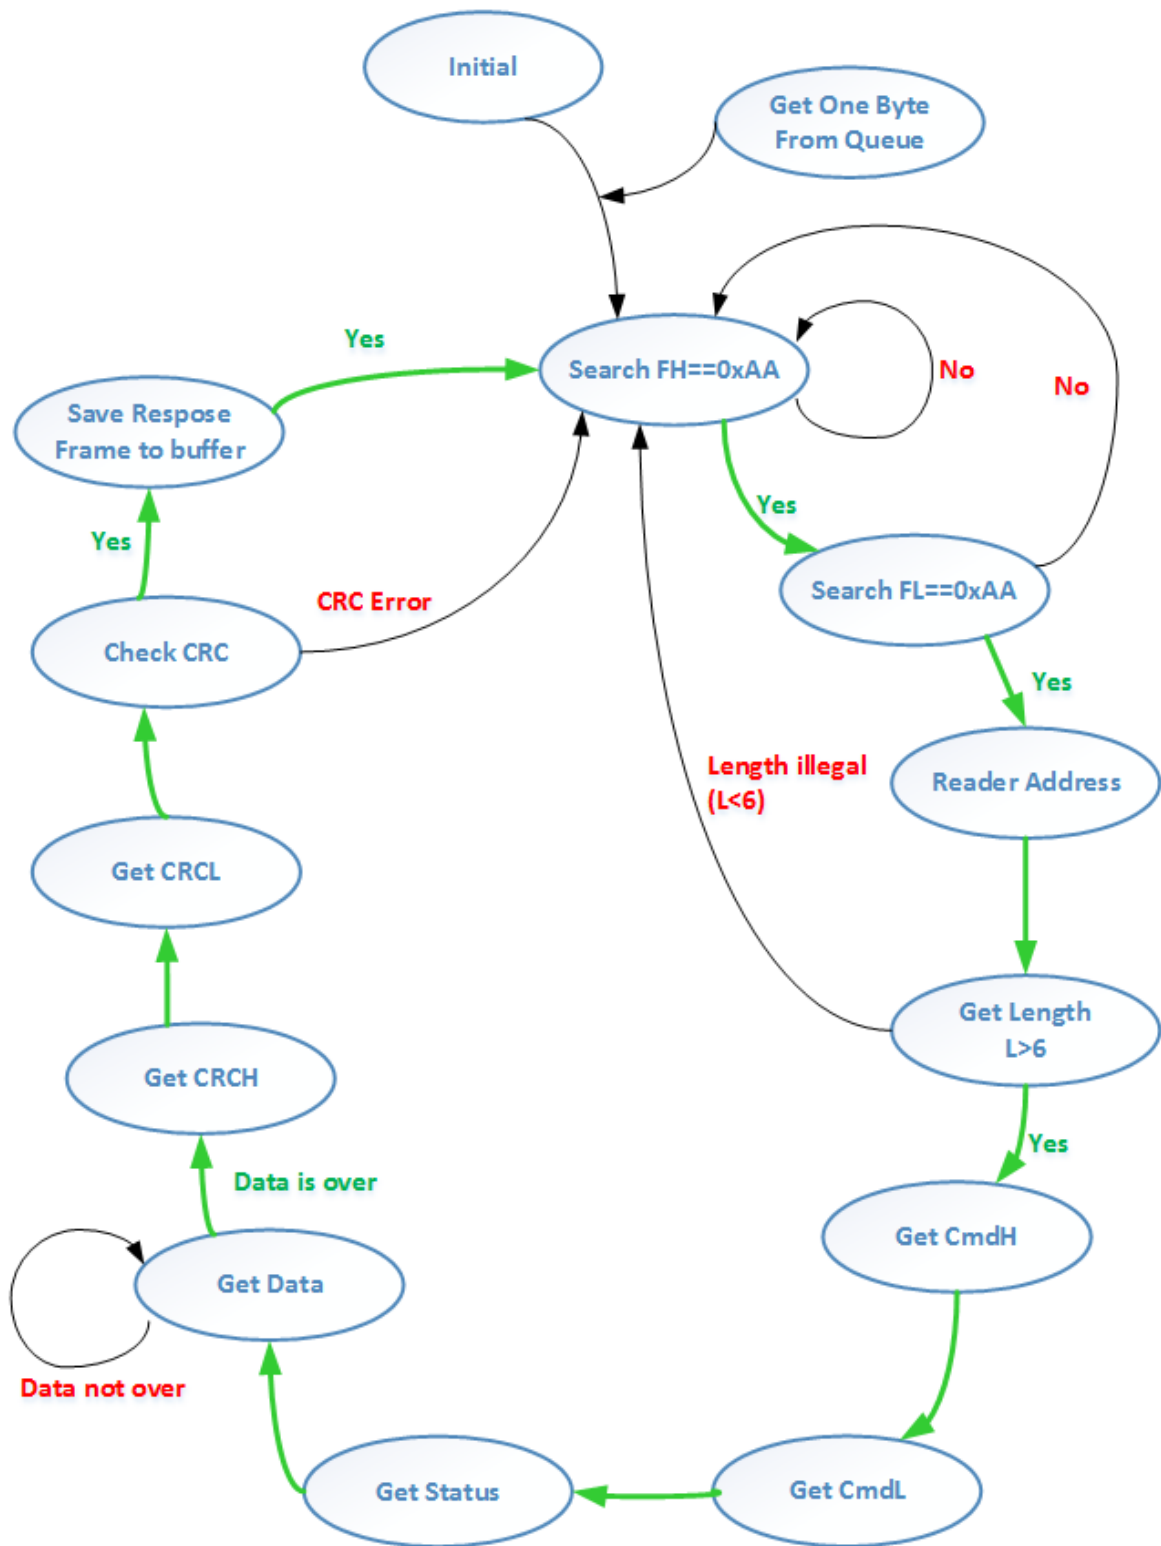 Initial
Get One Byte
From Queue
Yes
Search FH==0xAA
No
No
Save Respose
Frame to buffer
Yes
Yes
Search FL==0xAA
CRC Error
Check CRC
Yes
Length illegal
(L<6)
Reader Address
Get CRCL
Get Length
L>6
Get CRCH
Yes
Data is over
Get CmdH
Get Data
Data not over
Get Status
Get CmdL